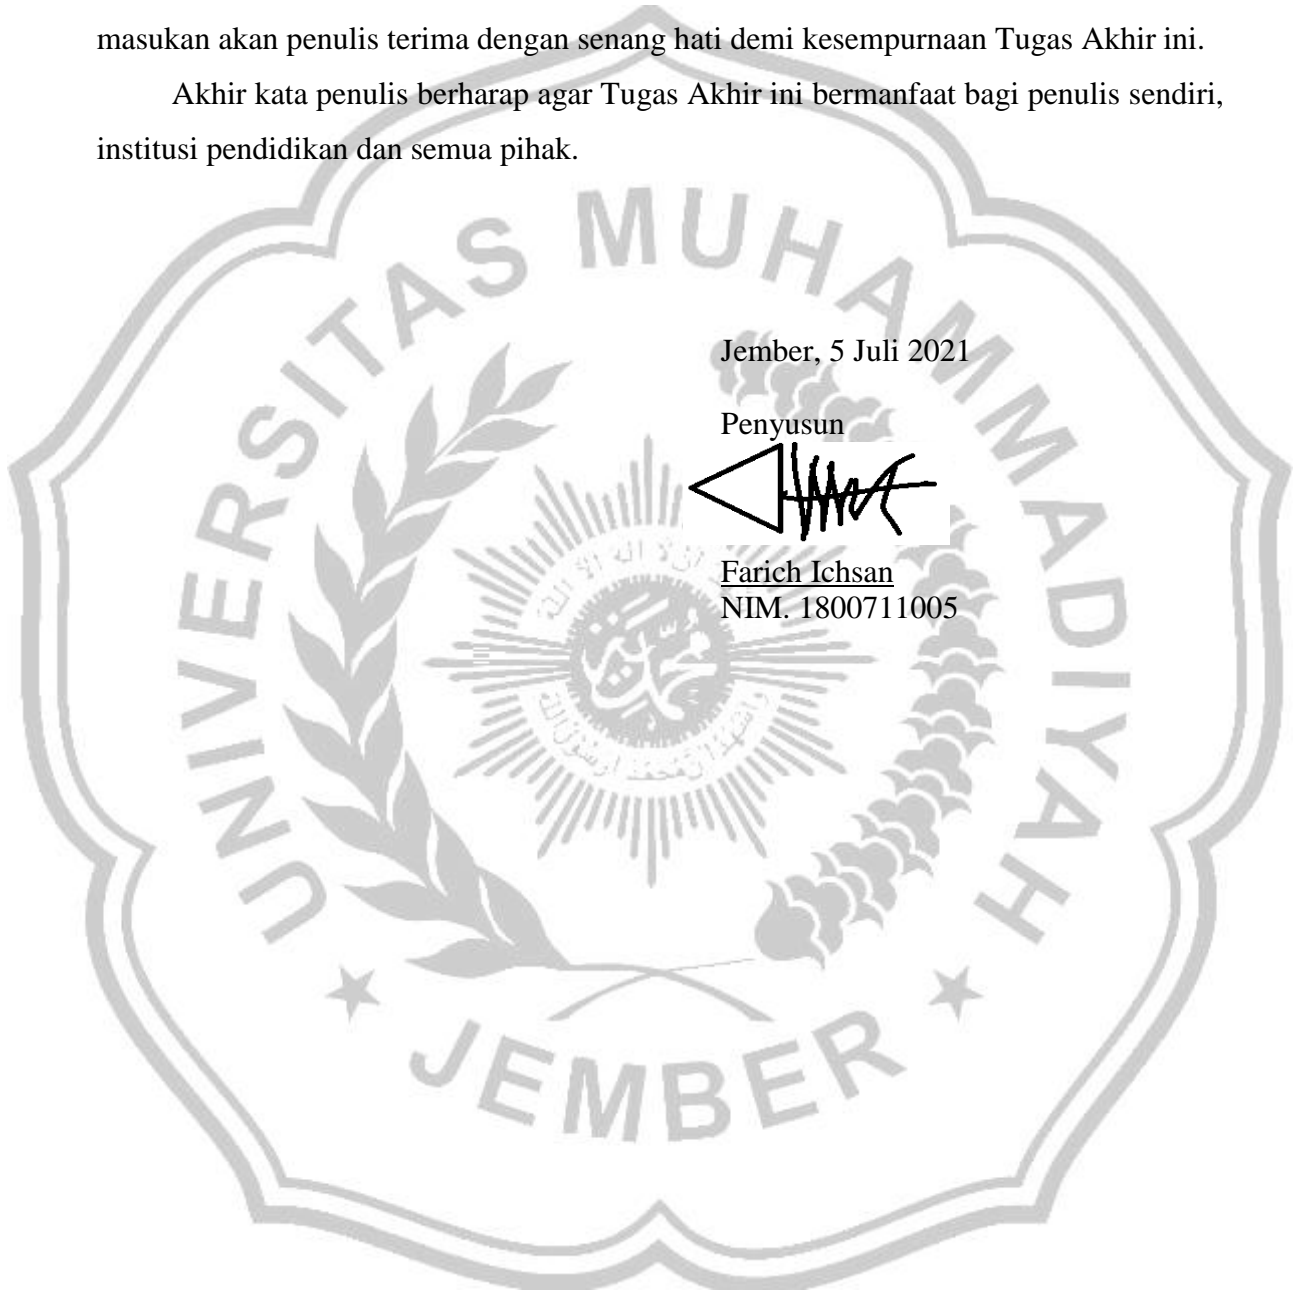 masukan akan penulis terima dengan senang hati demi kesempurnaan Tugas Akhir ini.
Akhir kata penulis berharap agar Tugas Akhir ini bermanfaat bagi penulis sendiri,
institusi pendidikan dan semua pihak.
UNIVERSITAS MUHAMMADIYAH
Jember, 5 Juli 2021
Penyusun
Farich Ichsan
NIM. 1800711005
JEMBER